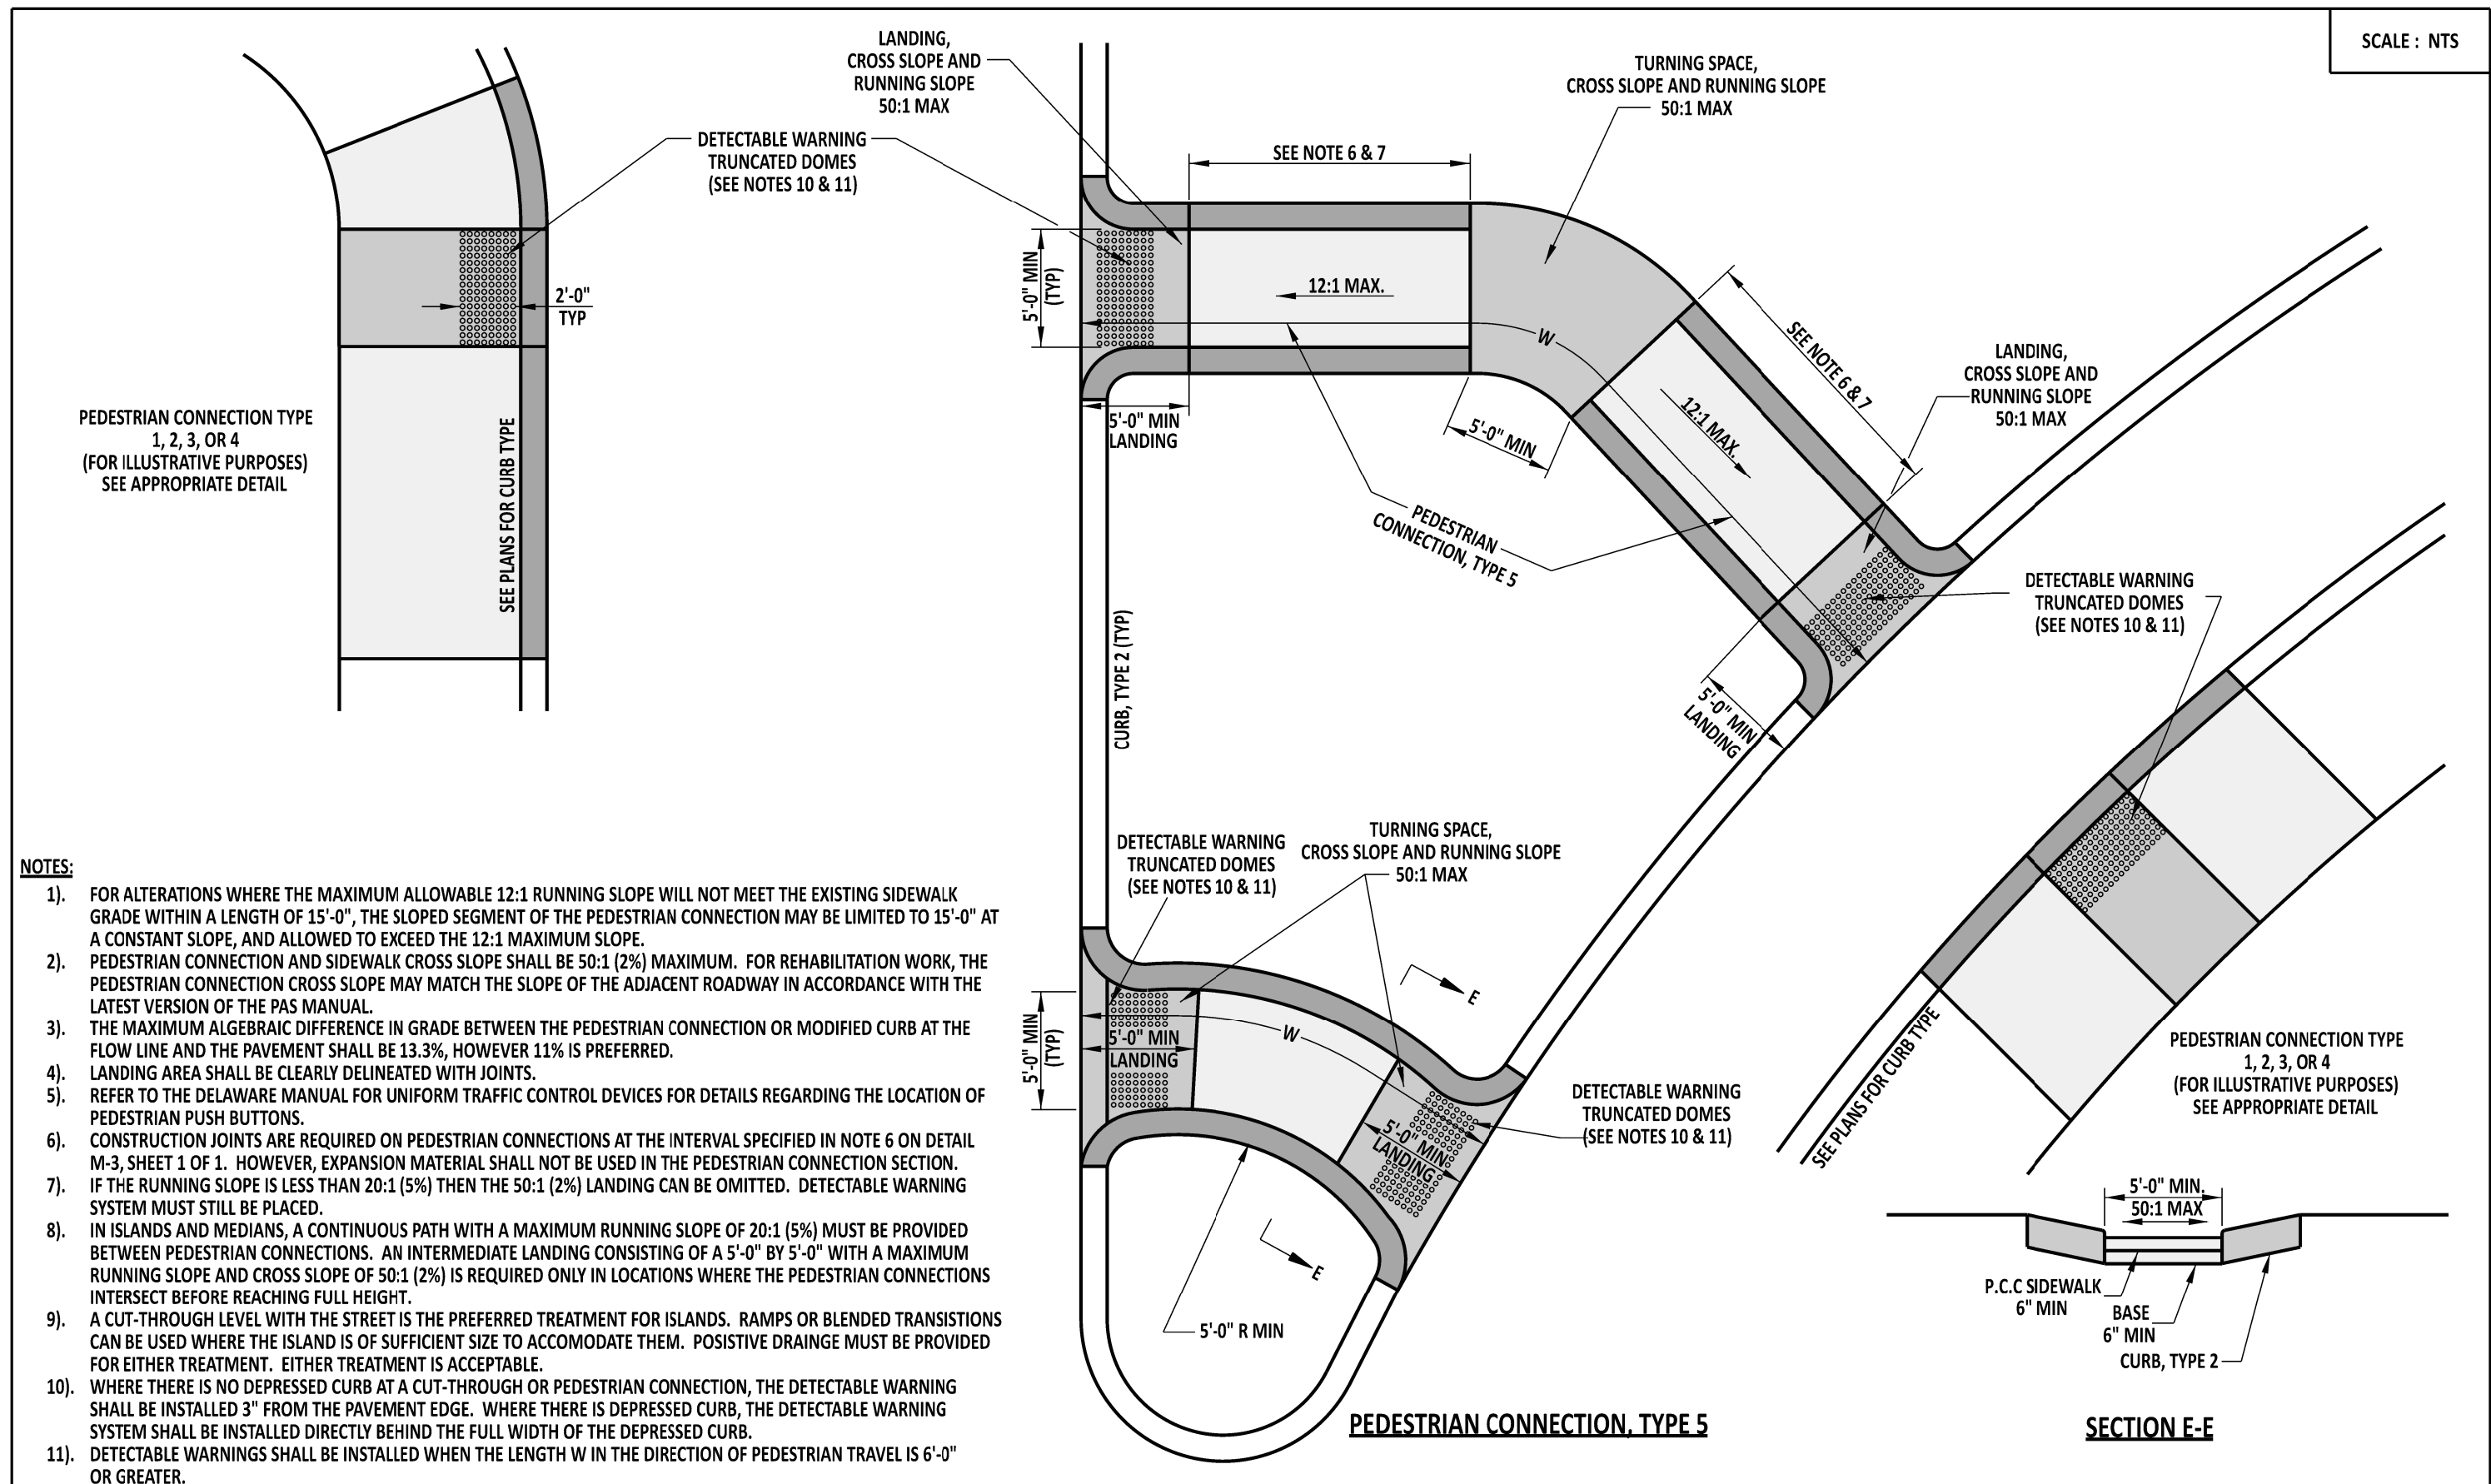 SCALE : NTS
LANDING,
CROSS SLOPE AND
RUNNING SLOPE
50:1 MAX
TURNING SPACE,
CROSS SLOPE AND RUNNING SLOPE
50:1 MAX
DETECTABLE WARNING
TRUNCATED DOMES
(SEE NOTES 10 & 11)
SEE NOTE 6 & 7
2'-0"
TYP
5'-0" MIN
(TYP)
12:1 MAX.
W
SEE NOTE 6 & 7
12:1 MAX.
LANDING,
CROSS SLOPE AND
RUNNING SLOPE
50:1 MAX
PEDESTRIAN CONNECTION TYPE
1, 2, 3, OR 4
(FOR ILLUSTRATIVE PURPOSES)
SEE APPROPRIATE DETAIL
SEE PLANS FOR CURB TYPE
5'-0" MIN
LANDING
5'-0" MIN
PEDESTRIAN
CONNECTION, TYPE 5
DETECTABLE WARNING
TRUNCATED DOMES
(SEE NOTES 10 & 11)
CURB, TYPE 2 (TYP)
5'-0" MIN
LANDING
DETECTABLE WARNING
TRUNCATED DOMES
(SEE NOTES 10 & 11)
TURNING SPACE,
CROSS SLOPE AND RUNNING SLOPE
50:1 MAX
E
5'-0" MIN
(TYP)
5'-0" MIN
LANDING
W
5'-0" MIN
LANDING
DETECTABLE WARNING
TRUNCATED DOMES
(SEE NOTES 10 & 11)
E
5'-0" R MIN
SEE PLANS FOR CURB TYPE
PEDESTRIAN CONNECTION TYPE
1, 2, 3, OR 4
(FOR ILLUSTRATIVE PURPOSES)
SEE APPROPRIATE DETAIL
5'-0" MIN.
50:1 MAX
P.C.C SIDEWALK
6" MIN
BASE
6" MIN
CURB, TYPE 2
PEDESTRIAN CONNECTION, TYPE 5
SECTION E-E
NOTES:
1). FOR ALTERATIONS WHERE THE MAXIMUM ALLOWABLE 12:1 RUNNING SLOPE WILL NOT MEET THE EXISTING SIDEWALK
GRADE WITHIN A LENGTH OF 15'-0", THE SLOPED SEGMENT OF THE PEDESTRIAN CONNECTION MAY BE LIMITED TO 15'-0" AT
A CONSTANT SLOPE, AND ALLOWED TO EXCEED THE 12:1 MAXIMUM SLOPE.
2). PEDESTRIAN CONNECTION AND SIDEWALK CROSS SLOPE SHALL BE 50:1 (2%) MAXIMUM. FOR REHABILITATION WORK, THE
PEDESTRIAN CONNECTION CROSS SLOPE MAY MATCH THE SLOPE OF THE ADJACENT ROADWAY IN ACCORDANCE WITH THE
LATEST VERSION OF THE PAS MANUAL.
3). THE MAXIMUM ALGEBRAIC DIFFERENCE IN GRADE BETWEEN THE PEDESTRIAN CONNECTION OR MODIFIED CURB AT THE
FLOW LINE AND THE PAVEMENT SHALL BE 13.3%, HOWEVER 11% IS PREFERRED.
4). LANDING AREA SHALL BE CLEARLY DELINEATED WITH JOINTS.
5). REFER TO THE DELAWARE MANUAL FOR UNIFORM TRAFFIC CONTROL DEVICES FOR DETAILS REGARDING THE LOCATION OF
PEDESTRIAN PUSH BUTTONS.
6). CONSTRUCTION JOINTS ARE REQUIRED ON PEDESTRIAN CONNECTIONS AT THE INTERVAL SPECIFIED IN NOTE 6 ON DETAIL
M-3, SHEET 1 OF 1. HOWEVER, EXPANSION MATERIAL SHALL NOT BE USED IN THE PEDESTRIAN CONNECTION SECTION.
7). IF THE RUNNING SLOPE IS LESS THAN 20:1 (5%) THEN THE 50:1 (2%) LANDING CAN BE OMITTED. DETECTABLE WARNING
SYSTEM MUST STILL BE PLACED.
8). IN ISLANDS AND MEDIANS, A CONTINUOUS PATH WITH A MAXIMUM RUNNING SLOPE OF 20:1 (5%) MUST BE PROVIDED
BETWEEN PEDESTRIAN CONNECTIONS. AN INTERMEDIATE LANDING CONSISTING OF A 5'-0" BY 5'-0" WITH A MAXIMUM
RUNNING SLOPE AND CROSS SLOPE OF 50:1 (2%) IS REQUIRED ONLY IN LOCATIONS WHERE THE PEDESTRIAN CONNECTIONS
INTERSECT BEFORE REACHING FULL HEIGHT.
9). A CUT-THROUGH LEVEL WITH THE STREET IS THE PREFERRED TREATMENT FOR ISLANDS. RAMPS OR BLENDED TRANSISTIONS
CAN BE USED WHERE THE ISLAND IS OF SUFFICIENT SIZE TO ACCOMODATE THEM. POSISTIVE DRAINGE MUST BE PROVIDED
FOR EITHER TREATMENT. EITHER TREATMENT IS ACCEPTABLE.
10). WHERE THERE IS NO DEPRESSED CURB AT A CUT-THROUGH OR PEDESTRIAN CONNECTION, THE DETECTABLE WARNING
SHALL BE INSTALLED 3" FROM THE PAVEMENT EDGE. WHERE THERE IS DEPRESSED CURB, THE DETECTABLE WARNING
SYSTEM SHALL BE INSTALLED DIRECTLY BEHIND THE FULL WIDTH OF THE DEPRESSED CURB.
11). DETECTABLE WARNINGS SHALL BE INSTALLED WHEN THE LENGTH W IN THE DIRECTION OF PEDESTRIAN TRAVEL IS 6'-0"
OR GREATER.